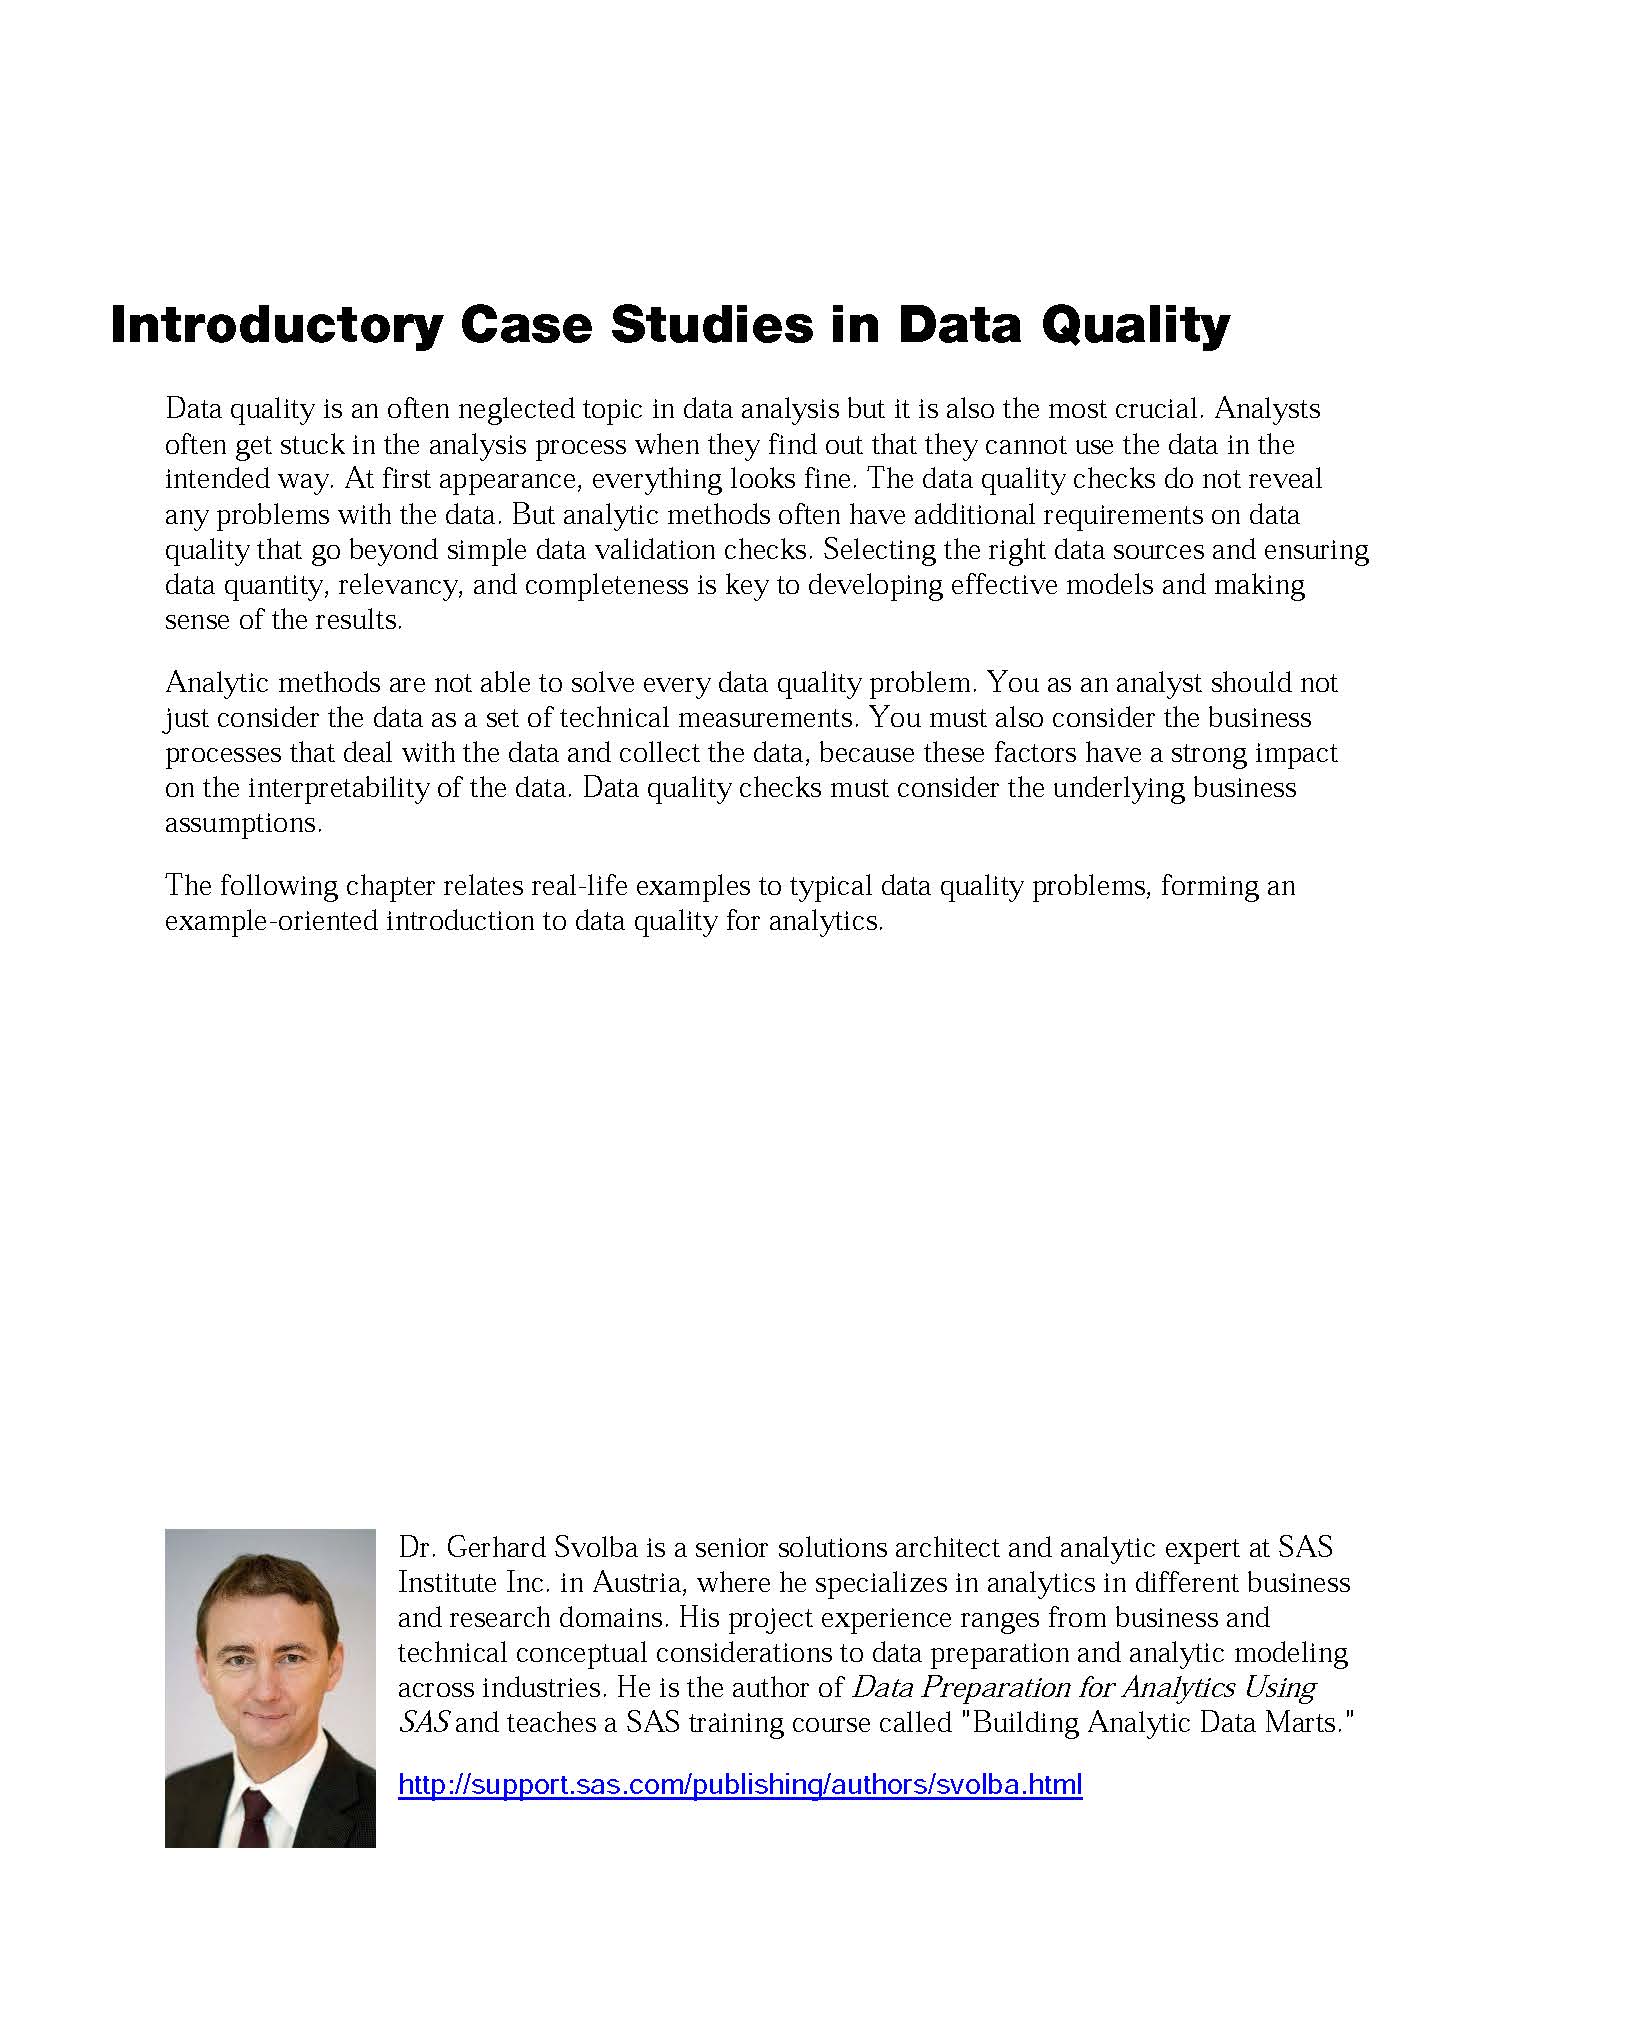 Introductory Case Studies in Data Quality
Data quality is an often neglected topic in data analysis but it is also the most crucial. Analysts
often get stuck in the analysis process when they find out that they cannot use the data in the
intended way. At first appearance, everything looks fine. The data quality checks do not reveal
any problems with the data. But analytic methods often have additional requirements on data
quality that go beyond simple data validation checks. Selecting the right data sources and ensuring
data quantity, relevancy, and completeness is key to developing effective models and making
sense of the results.
Analytic methods are not able to solve every data quality problem. You as an analyst should not
just consider the data as a set of technical measurements. You must also consider the business
processes that deal with the data and collect the data, because these factors have a strong impact
on the interpretability of the data. Data quality checks must consider the underlying business
assumptions.
The following chapter relates real-life examples to typical data quality problems, forming an
example-oriented introduction to data quality for analytics.
Dr. Gerhard Svolba is a senior solutions architect and analytic expert at SAS
Institute Inc. in Austria, where he specializes in analytics in different business
and research domains. His project experience ranges from business and
technical conceptual considerations to data preparation and analytic modeling
across industries. He is the author of Data Preparation for Analytics Using
SAS and teaches a SAS training course called "Building Analytic Data Marts."
http://support.sas.com/publishing/authors/svolba.html